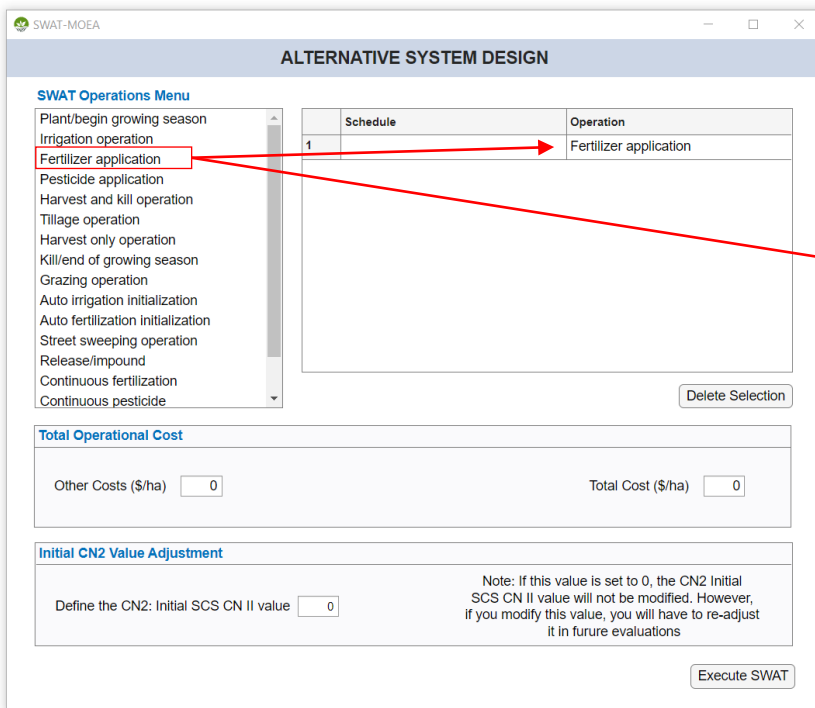 SWAT-MOEA
ALTERNATIVE SYSTEM DESIGN
SWAT Operations Menu
Plant/begin growing season
Irrigation operation
Fertilizer application
Pesticide application
Harvest and kill operation
Tillage operation
Harvest only operation
Kill/end of growing season
Grazing operation
Auto irrigation initialization
Auto fertilization initialization
Street sweeping operation
Release/impound
Continuous fertilization
Continuous pesticide
Schedule Operation
1 Fertilizer application
Delete Selection
Total Operational Cost
Other Costs ($/ha) 0 Total Cost ($/ha) 0
Initial CN2 Value Adjustment
Define the CN2: Initial SCS CN II value 0
Note: If this value is set to 0, the CN2 Initial
SCS CN II value will not be modified. However,
if you modify this value, you will have to re-adjust
it in furure evaluations
Execute SWAT